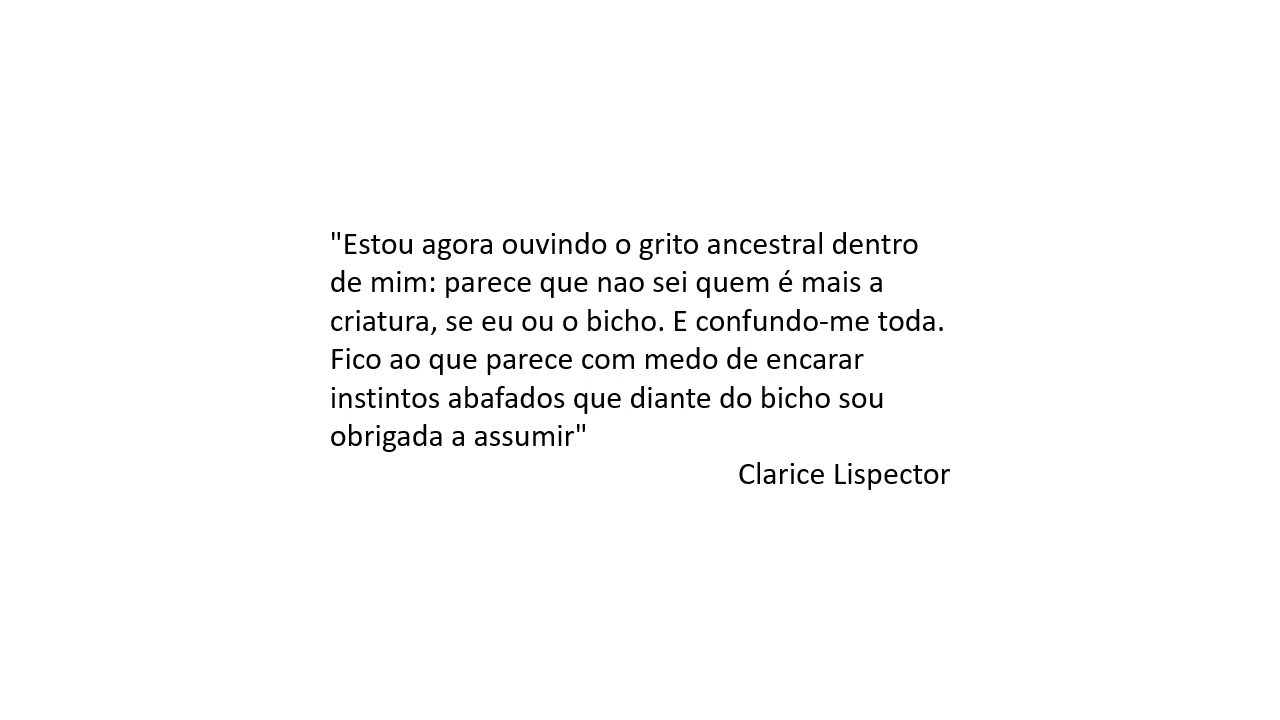 "Estou agora ouvindo o grito ancestral dentro
de mim: parece que nao sei quem é mais a
criatura, se eu ou o bicho. E confundo-me toda.
Fico ao que parece com medo de encarar
instintos abafados que diante do bicho sou
obrigada a assumir"
Clarice Lispector